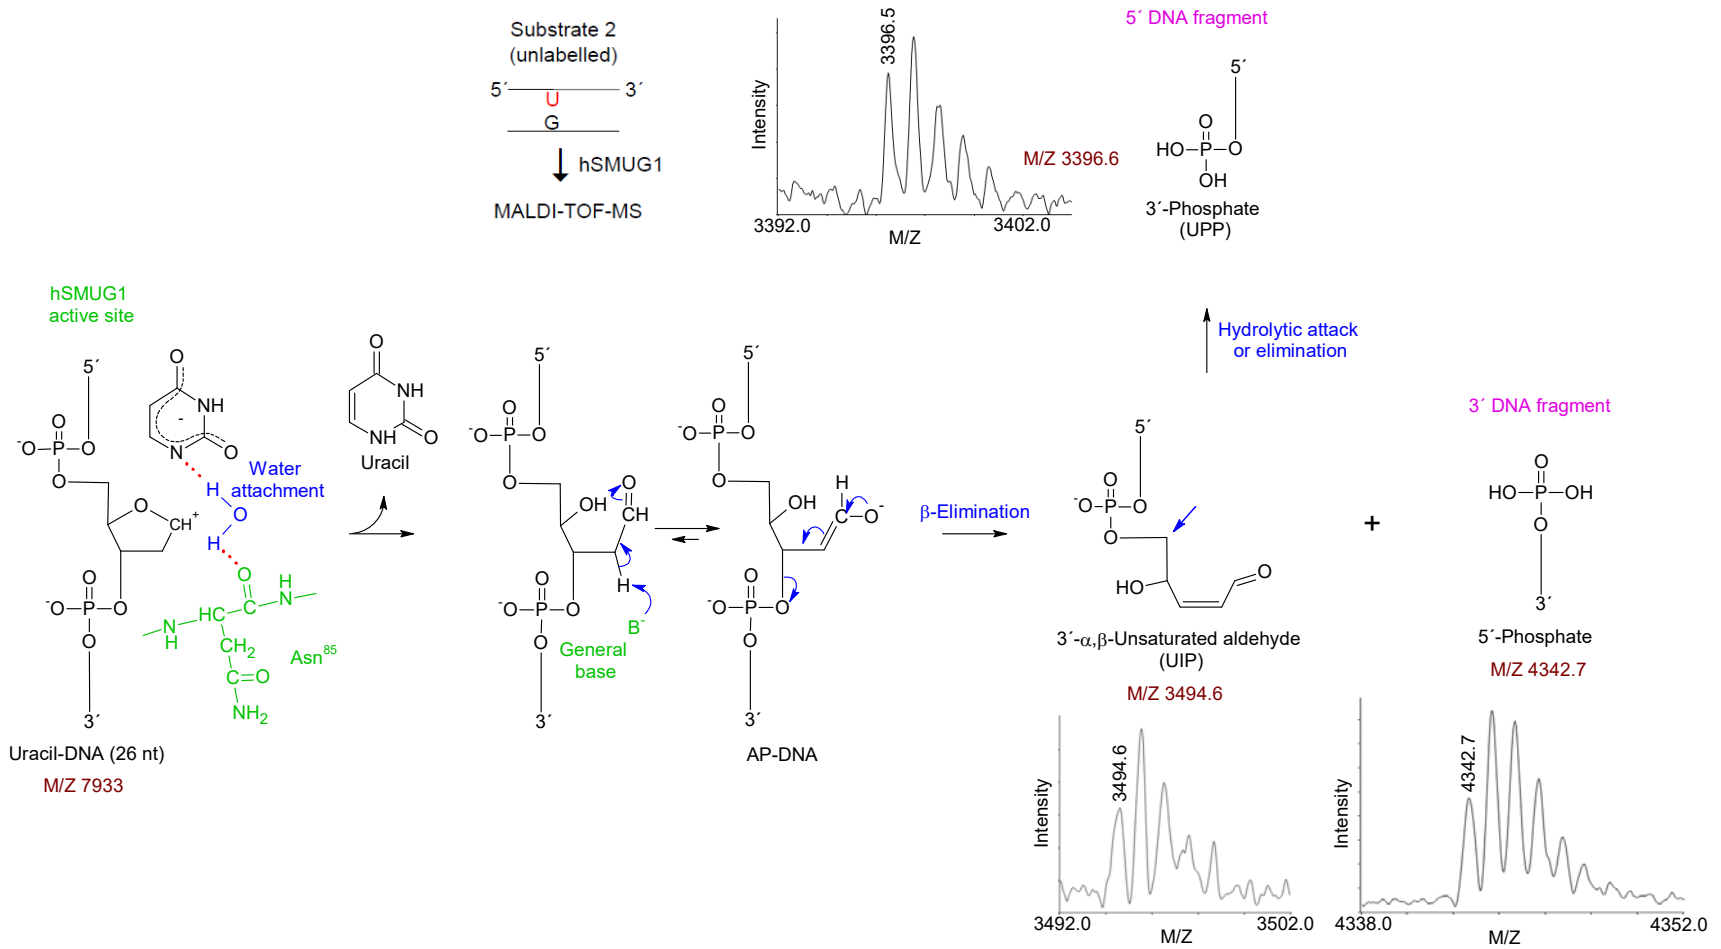 Substrate 2
(unlabelled)
5´
3´
U
G
hSMUG1
MALDI-TOF-MS
Intensity
3396.5
M/Z 3396.6
3392.0
3402.0
M/Z
5´ DNA fragment
5´
O
HO
P
O
OH
3´-Phosphate
(UPP)
hSMUG1
active site
5´
O
NH
-
N
O
O
-O
P
O
O
Water
attachment
H
O
H
O
CH+
O
-O
P
O
O
3´
O
H
N
C
HC
N
H
CH2
C
O
NH2
Asn85
Uracil-DNA (26 nt)
M/Z 7933
O
NH
NH
O
Uracil
5´
O
-O
P
O
O
OH
O
CH
H
B-
General
base
O
-O
P
O
O
3´
5´
O
-O
P
O
O
OH
H
C
O-
O
-O
P
O
O
3´
AP-DNA
β-Elimination
Hydrolytic attack
or elimination
5´
O
-O
P
O
O
HO
O
3´-α,β-Unsaturated aldehyde
(UIP)
M/Z 3494.6
+
3´ DNA fragment
O
HO
P
OH
O
3´
5´-Phosphate
M/Z 4342.7
Intensity
3494.6
3492.0
3502.0
M/Z
Intensity
4342.7
4338.0
4352.0
M/Z